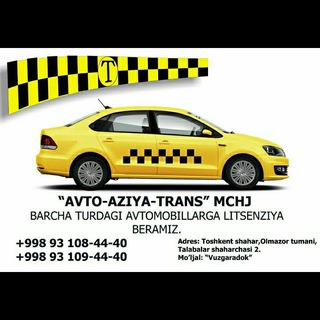 T
“AVTO-AZIYA-TRANS” MCHJ
BARCHA TURDAGI AVTOMOBILLARGA LITSENZIYA
BERAMIZ.
+998 93 108-44-40
+998 93 109-44-40
Adres: Toshkent shahar,Olmazor tumani,
Talabalar shaharchasi 2.
Mo'ljal: “Vuzgaradok”